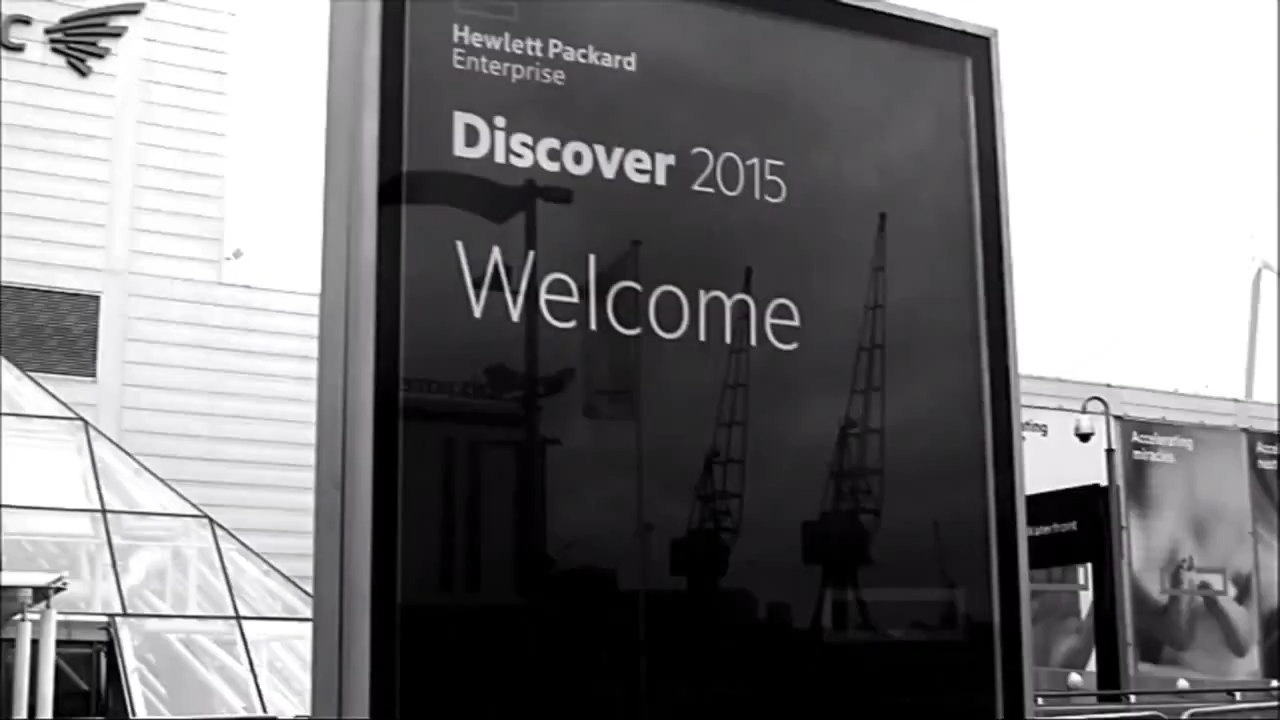 C
Hewlett Packard
Enterprise
Discover 2015
Welcome
Accelerating
miracles